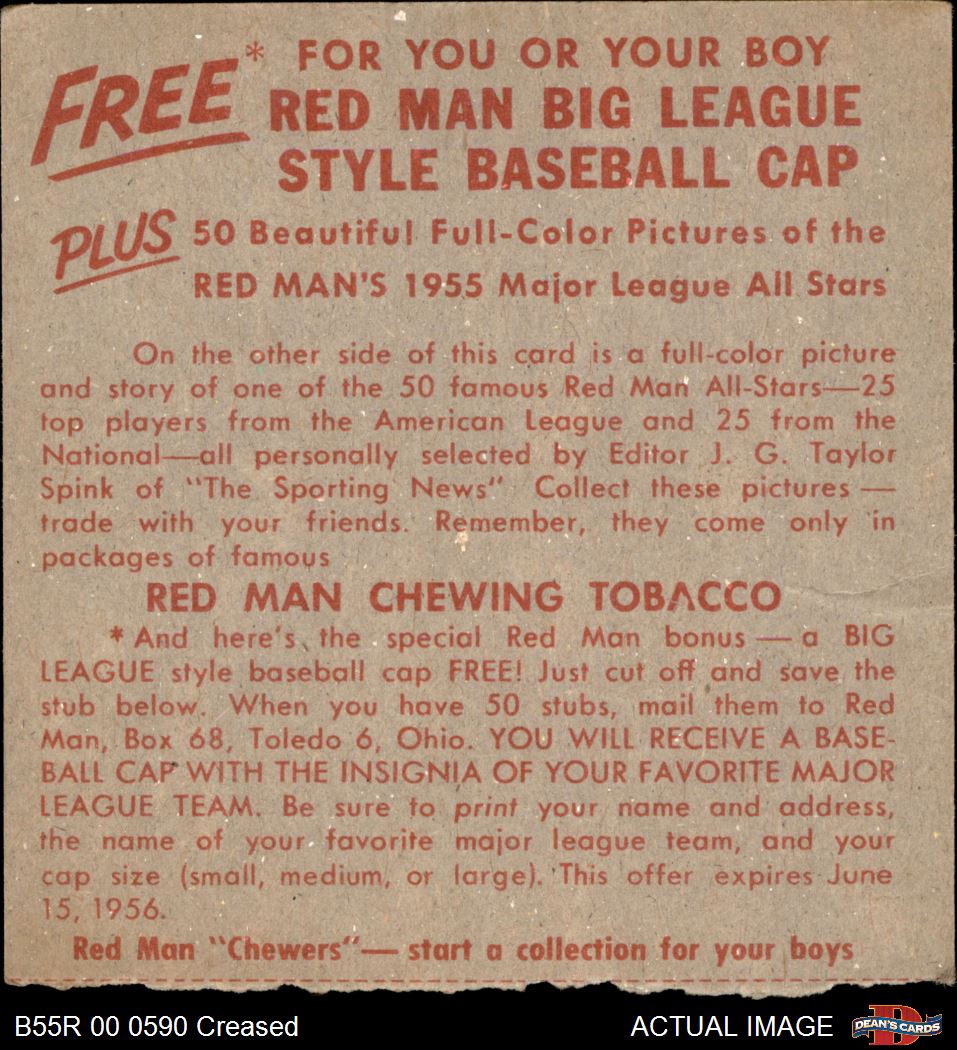 FREE* FOR YOU OR YOUR BOY
RED MAN BIG LEAGUE
STYLE BASEBALL CAP
PLUS 50 Beautiful Full-Color Pictures of the
RED MAN'S 1955 Major League All Stars
On the other side of this card is a full-color picture
and story of one of the 50 famous Red Man All-Stars—25
top players from the American League and 25 from the
National—all personally selected by Editor J. G. Taylor
Spink of "The Sporting News" Collect these pictures —
trade with your friends. Remember, they come only in
packages of famous
RED MAN CHEWING TOBACCO
*And here's the special Red Man bonus — a BIG
LEAGUE style baseball cap FREE! Just cut off and save the
stub below. When you have 50 stubs, mail them to Red
Man, Box 68, Toledo 6, Ohio. YOU WILL RECEIVE A BASE-
BALL CAP WITH THE INSIGNIA OF YOUR FAVORITE MAJOR
LEAGUE TEAM. Be sure to print your name and address,
the name of your favorite major league team, and your
cap size (small, medium, or large). This offer expires June
15, 1956.
Red Man "Chewers"— start a collection for your boys
B55R 00 0590 Creased
ACTUAL IMAGE
D
DEAN'S CARDS